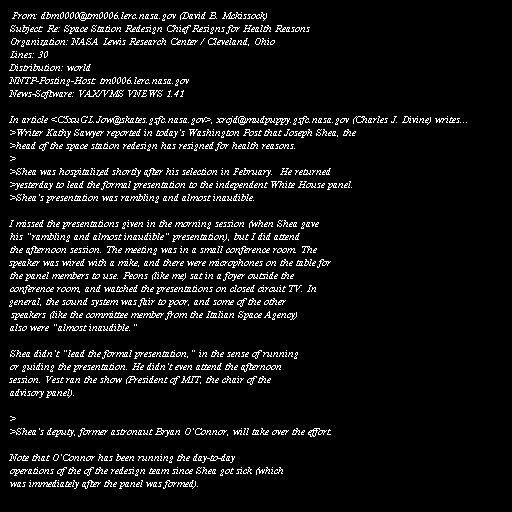 From: dbm0000@tm0006.lerc.nasa.gov (David B. Mckissock)
Subject: Re: Space Station Redesign Chief Resigns for Health Reasons
Organization: NASA Lewis Research Center / Cleveland, Ohio
Lines: 30
Distribution: world
NNTP-Posting-Host: tm0006.lerc.nasa.gov
News-Software: VAX/VMS VNEWS 1.41
In article <C5xuGL.Jow@skates.gsfc.nasa.gov>, xrcjd@mudpuppy.gsfc.nasa.gov (Charles J. Divine) writes...
>Writer Kathy Sawyer reported in today's Washington Post that Joseph Shea, the
>head of the space station redesign has resigned for health reasons.
>
>Shea was hospitalized shortly after his selection in February.  He returned
>yesterday to lead the formal presentation to the independent White House panel.
>Shea's presentation was rambling and almost inaudible.
I missed the presentations given in the morning session (when Shea gave
his "rambling and almost inaudible" presentation), but I did attend
the afternoon session. The meeting was in a small conference room. The
speaker was wired with a mike, and there were microphones on the table for
the panel members to use. Peons (like me) sat in a foyer outside the
conference room, and watched the presentations on closed circuit TV. In
general, the sound system was fair to poor, and some of the other
speakers (like the committee member from the Italian Space Agency)
also were "almost inaudible."
Shea didn't "lead the formal presentation," in the sense of running
or guiding the presentation. He didn't even attend the afternoon
session. Vest ran the show (President of MIT, the chair of the
advisory panel).
>
>Shea's deputy, former astronaut Bryan O'Connor, will take over the effort.
Note that O'Connor has been running the day-to-day
operations of the of the redesign team since Shea got sick (which
was immediately after the panel was formed).